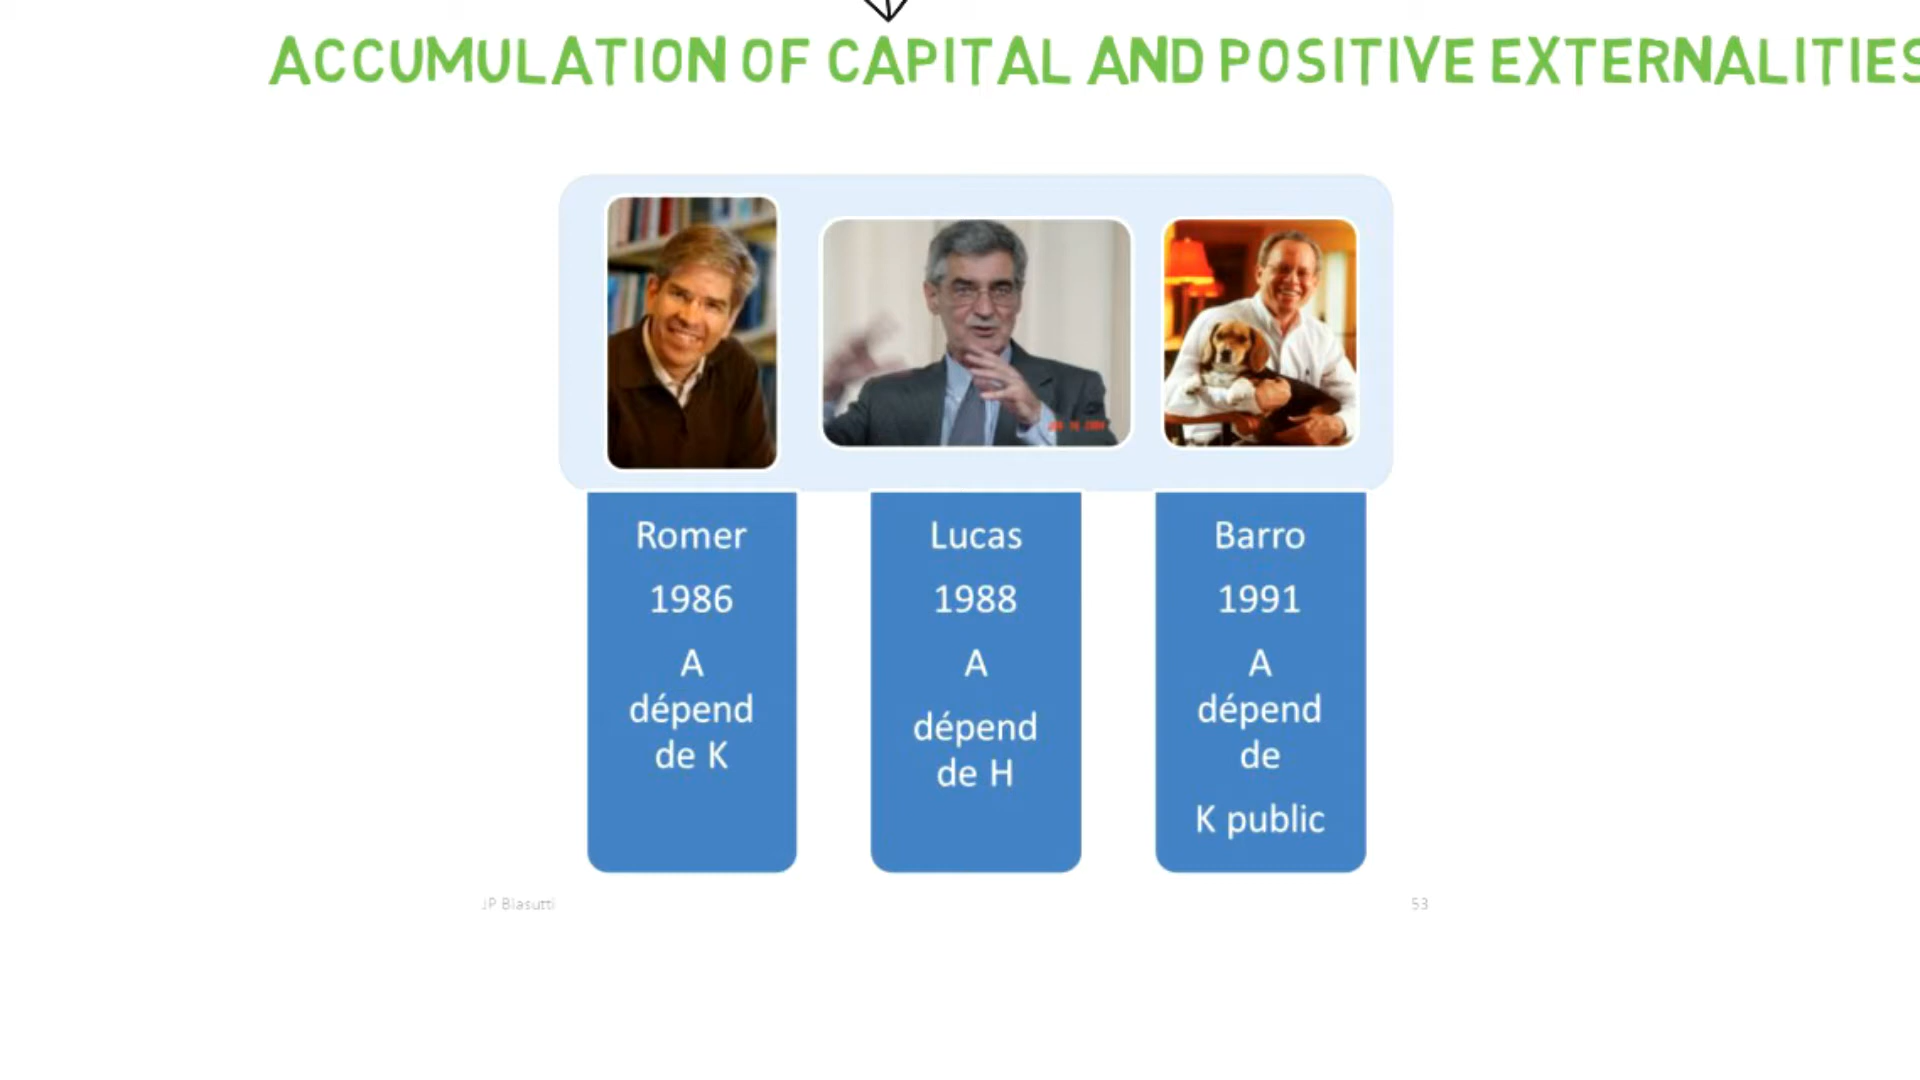 ACCUMULATION OF CAPITAL AND POSITIVE EXTERNALITIES
Romer
1986
A
dépend
de K
Lucas
1988
A
dépend
de H
Barro
1991
A
dépend
de
K public
JP Biasutti
53